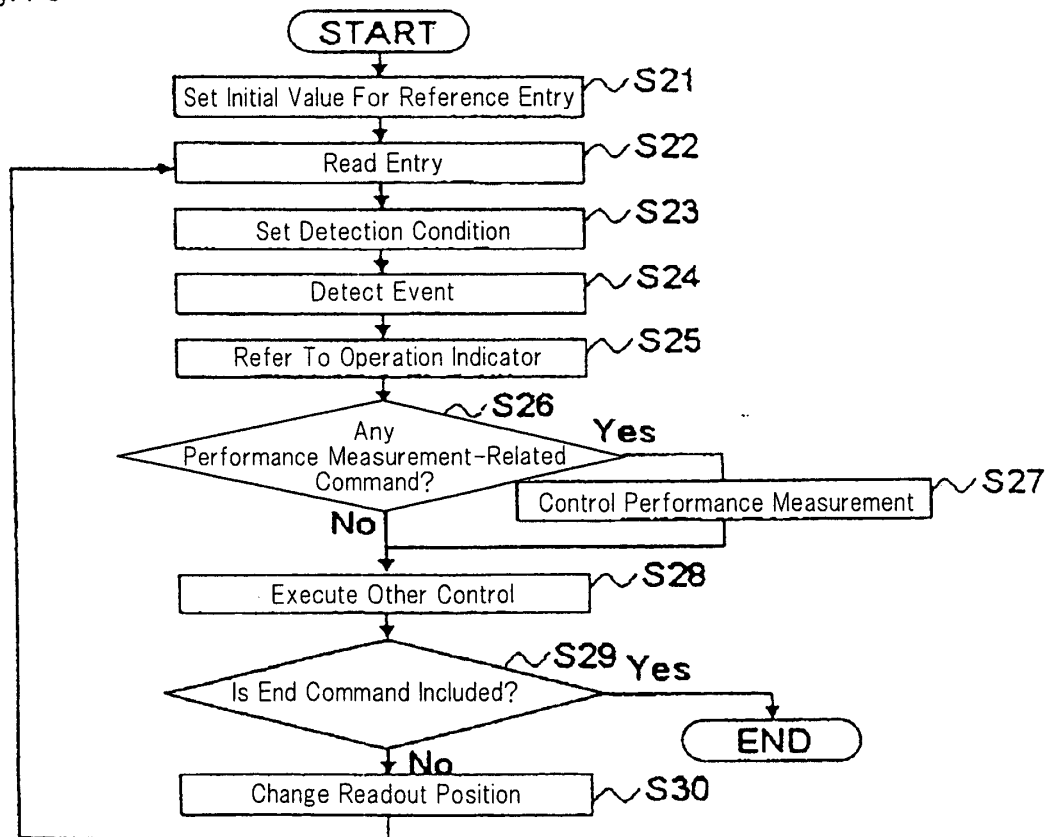 START
Set Initial Value For Reference Entry
S21
Read Entry
S22
Set Detection Condition
S23
Detect Event
S24
Refer To Operation Indicator
S25
S26
Any
Performance Measurement-Related
Command?
Yes
Control Performance Measurement
S27
No
Execute Other Control
S28
S29
Is End Command Included?
Yes
END
No
Change Readout Position
S30